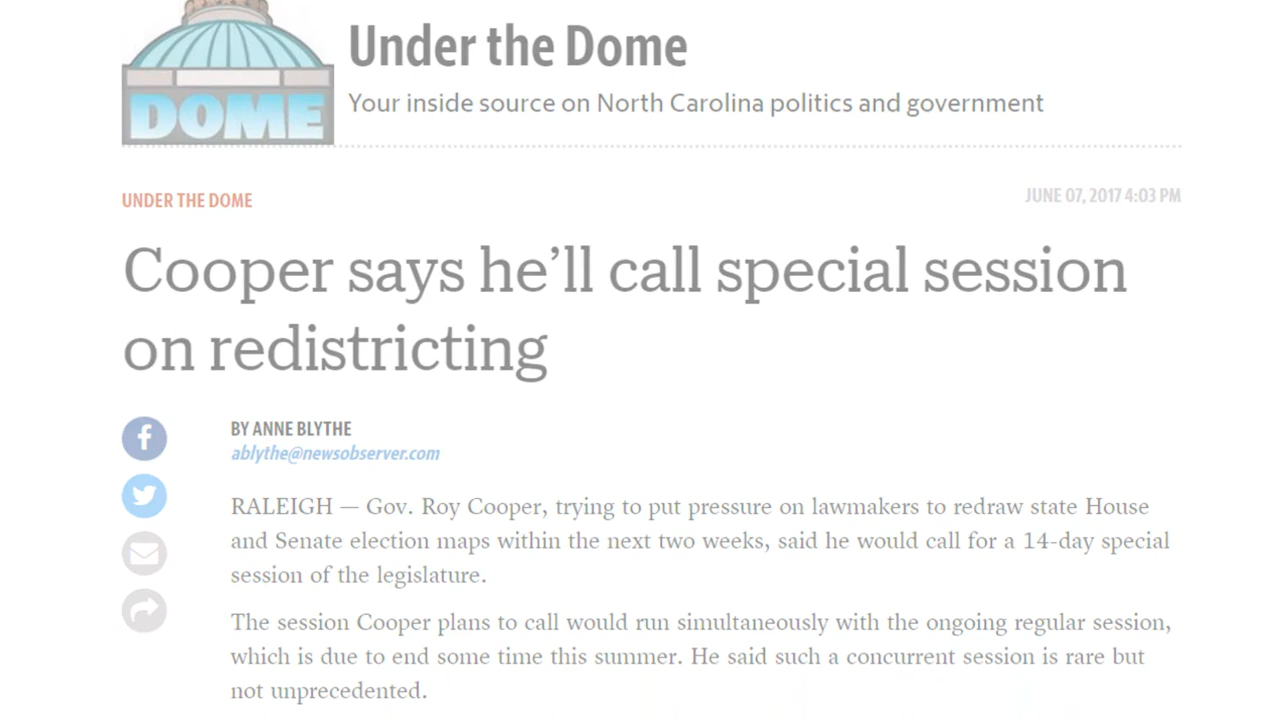 Under the Dome
DOME
Your inside source on North Carolina politics and government
UNDER THE DOME
JUNE 07, 2017 4:03 PM
Cooper says he’ll call special session
on redistricting
BY ANNE BLYTHE
ablythe@newsobserver.com
RALEIGH — Gov. Roy Cooper, trying to put pressure on lawmakers to redraw state House
and Senate election maps within the next two weeks, said he would call for a 14-day special
session of the legislature.
The session Cooper plans to call would run simultaneously with the ongoing regular session,
which is due to end some time this summer. He said such a concurrent session is rare but
not unprecedented.